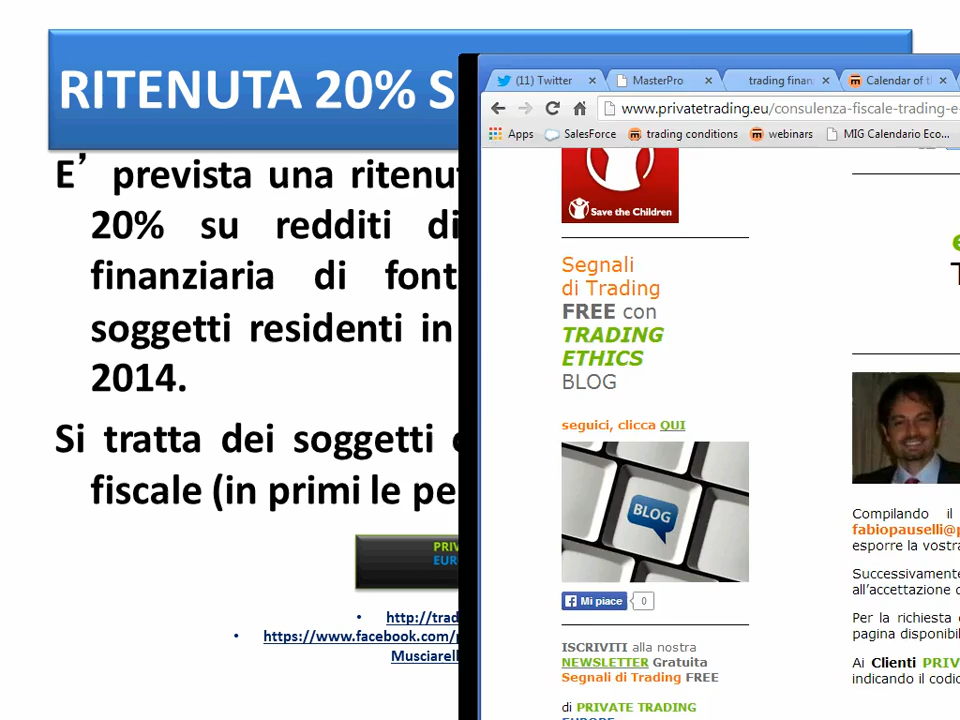 RITENUTA 20% S
E’ prevista una ritenut
20% su redditi di
finanziaria di font
soggetti residenti in
2014.
Si tratta dei soggetti
fiscale (in primi le pe
PRIV
EUR
• http://trad
• https://www.facebook.com/
Musciarell
(11) Twitter
MasterPro
trading finan
Calendar of t
www.privatetrading.eu/consulenza-fiscale-trading-e
Apps
SalesForce
trading conditions
webinars
MIG Calendario Eco...
Save the Children
Segnali
di Trading
FREE con
TRADING
ETHICS
BLOG
seguici, clicca QUI
BLOG
Mi piace
0
ISCRIVITI alla nostra
NEWSLETTER Gratuita
Segnali di Trading FREE
di PRIVATE TRADING
Compilando il
fabiopauselli@p
esporre la vostra
Successivamente
all’accettazione
Per la richiesta
pagina disponibil
Ai Clienti PRIV
indicando il codic